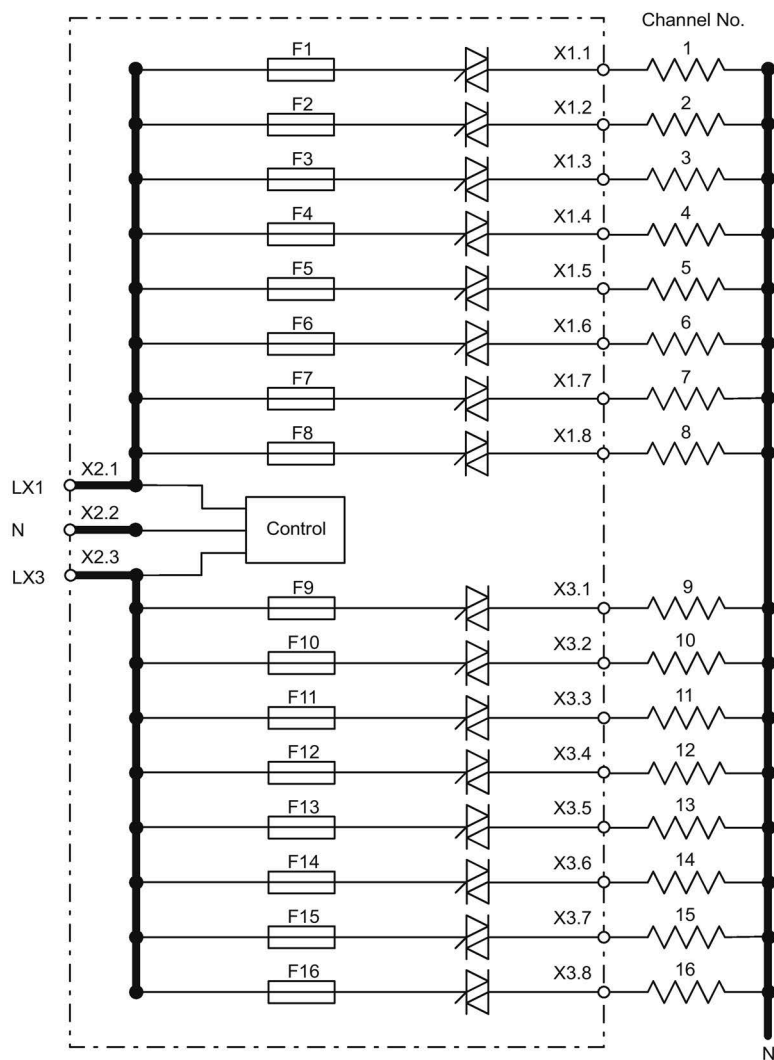 Channel No.
F1 X1.1 1
F2 X1.2 2
F3 X1.3 3
F4 X1.4 4
F5 X1.5 5
F6 X1.6 6
F7 X1.7 7
F8 X1.8 8
LX1 X2.1
N X2.2 Control
LX3 X2.3
F9 X3.1 9
F10 X3.2 10
F11 X3.3 11
F12 X3.4 12
F13 X3.5 13
F14 X3.6 14
F15 X3.7 15
F16 X3.8 16
N